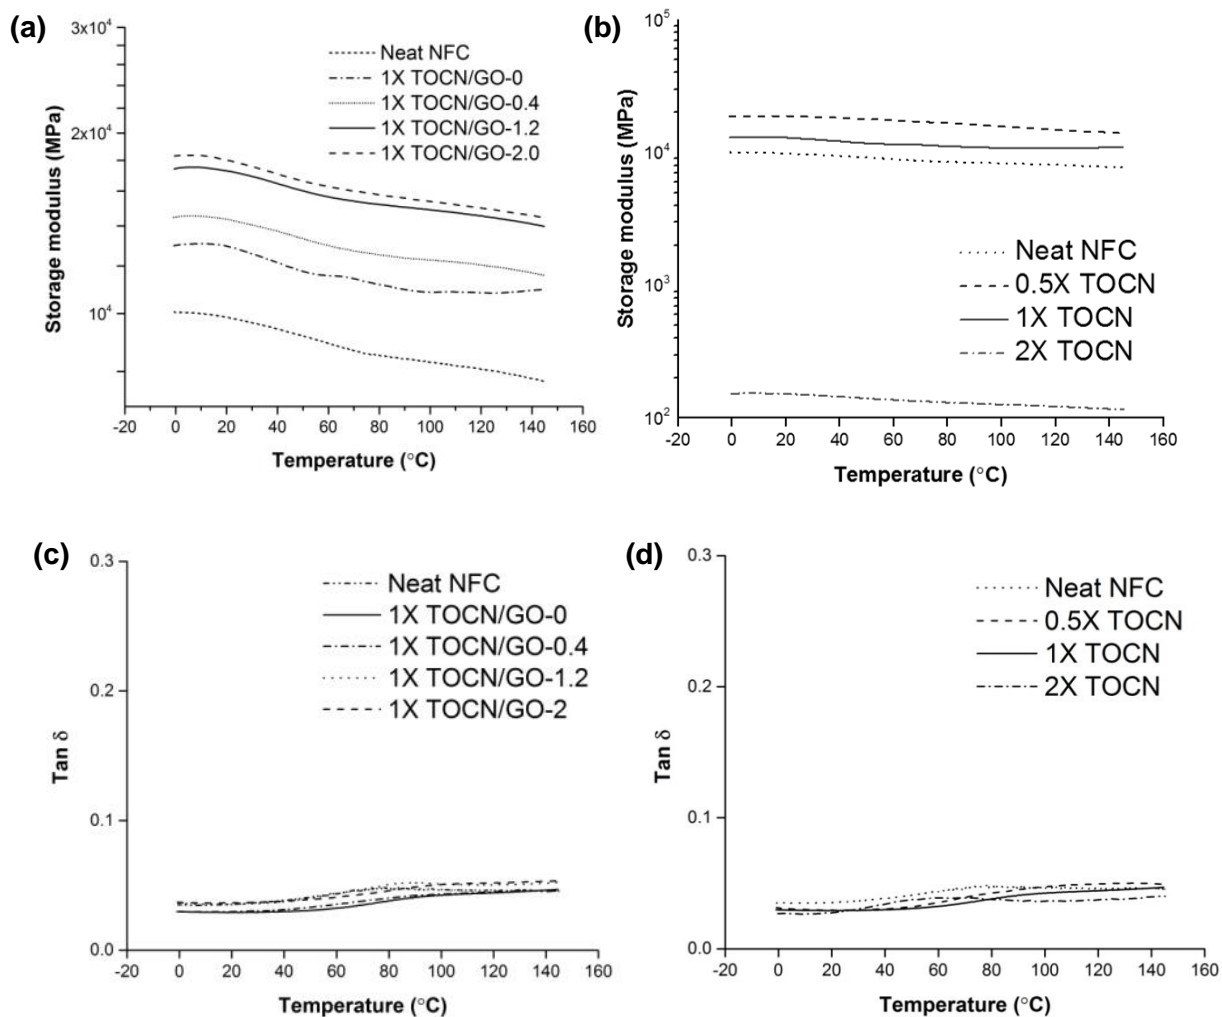 (a)
3x10⁴
2x10⁴
10⁴
Storage modulus (MPa)
Neat NFC
1X TOCN/GO-0
1X TOCN/GO-0.4
1X TOCN/GO-1.2
1X TOCN/GO-2.0
-20 0 20 40 60 80 100 120 140 160
Temperature (°C)
(b)
10⁵
10⁴
10³
10²
Storage modulus (MPa)
Neat NFC
0.5X TOCN
1X TOCN
2X TOCN
-20 0 20 40 60 80 100 120 140 160
Temperature (°C)
(c)
0.3
0.2
0.1
0.0
Tan δ
Neat NFC
1X TOCN/GO-0
1X TOCN/GO-0.4
1X TOCN/GO-1.2
1X TOCN/GO-2
-20 0 20 40 60 80 100 120 140 160
Temperature (°C)
(d)
0.3
0.2
0.1
0.0
Tan δ
Neat NFC
0.5X TOCN
1X TOCN
2X TOCN
-20 0 20 40 60 80 100 120 140 160
Temperature (°C)